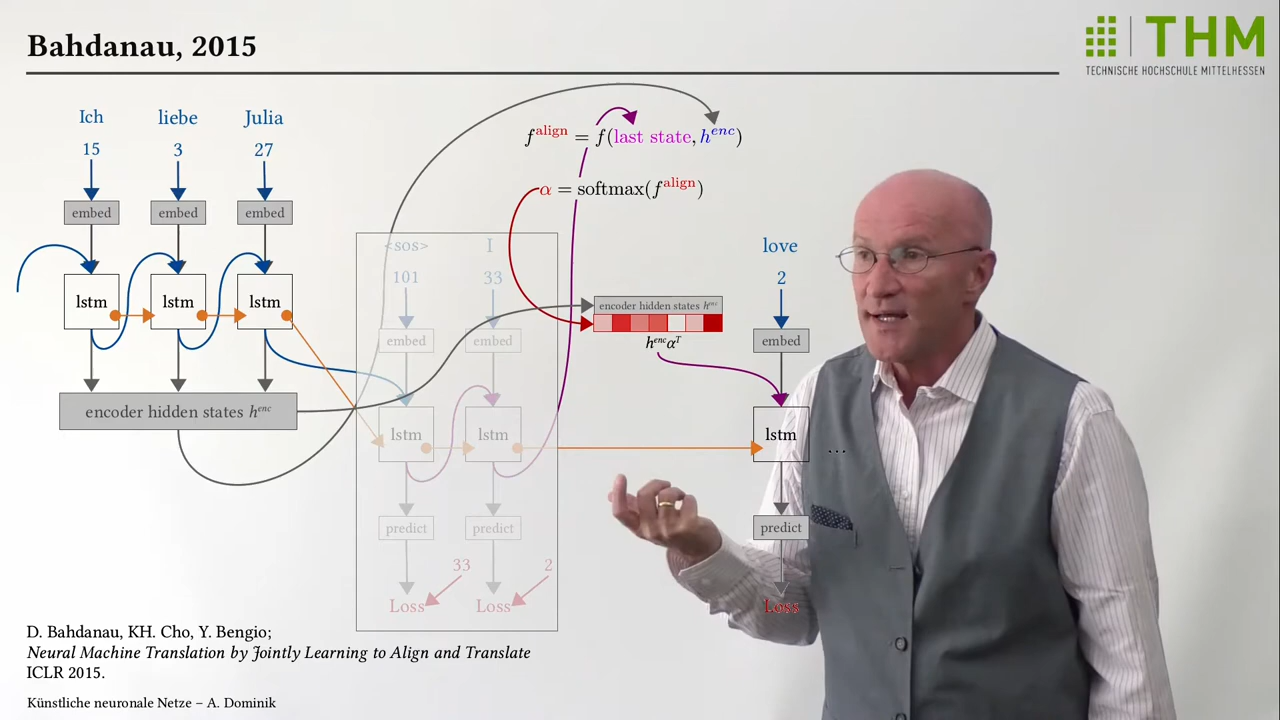 Bahdanau, 2015
THM
TECHNISCHE HOCHSCHULE MITTELHESSEN
Ich liebe Julia
15 3 27
embed embed embed
lstm lstm lstm
encoder hidden states h^enc
f^align = f(last state, h^enc)
α = softmax(f^align)
<sos> I
101 33
embed embed
lstm lstm
predict predict
33 2
Loss Loss
encoder hidden states h^enc
h^enc α^T
love
2
embed
lstm ...
predict
Loss
D. Bahdanau, KH. Cho, Y. Bengio;
Neural Machine Translation by Jointly Learning to Align and Translate
ICLR 2015.
Künstliche neuronale Netze – A. Dominik